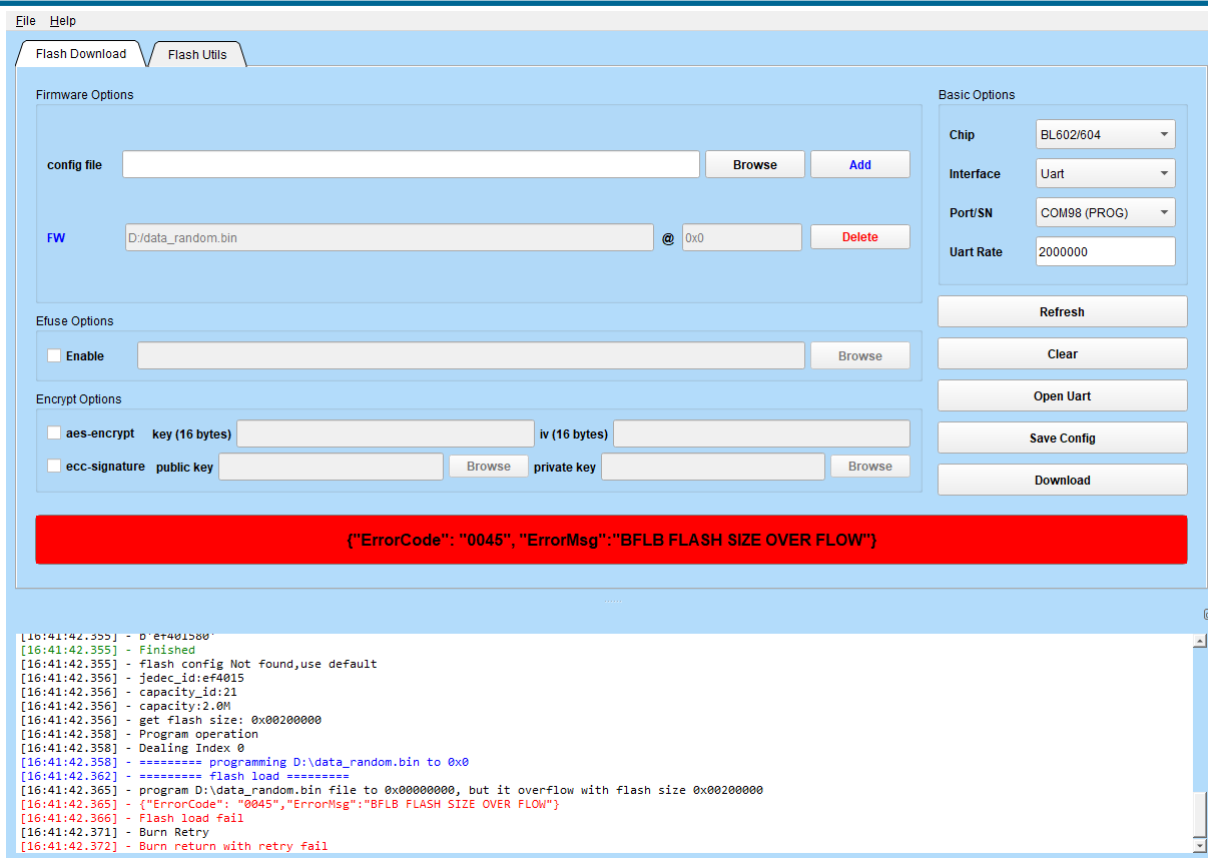 File Help
Flash Download Flash Utils
Firmware Options
config file Browse Add
FW D:/data_random.bin @ 0x0 Delete
Efuse Options
Enable Browse
Encrypt Options
aes-encrypt key (16 bytes) iv (16 bytes)
ecc-signature public key Browse private key Browse
Basic Options
Chip BL602/604
Interface Uart
Port/SN COM98 (PROG)
Uart Rate 2000000
Refresh
Clear
Open Uart
Save Config
Download
{"ErrorCode": "0045", "ErrorMsg":"BFLB FLASH SIZE OVER FLOW"}
[16:41:42.355] - b'ef401580'
[16:41:42.355] - Finished
[16:41:42.355] - flash config Not found,use default
[16:41:42.356] - jedec_id:ef4015
[16:41:42.356] - capacity_id:21
[16:41:42.356] - capacity:2.0M
[16:41:42.356] - get flash size: 0x00200000
[16:41:42.358] - Program operation
[16:41:42.358] - Dealing Index 0
[16:41:42.358] - ========= programming D:\data_random.bin to 0x0
[16:41:42.362] - ========= flash load =========
[16:41:42.365] - program D:\data_random.bin file to 0x00000000, but it overflow with flash size 0x00200000
[16:41:42.365] - {"ErrorCode": "0045","ErrorMsg":"BFLB FLASH SIZE OVER FLOW"}
[16:41:42.366] - Flash load fail
[16:41:42.371] - Burn Retry
[16:41:42.372] - Burn return with retry fail